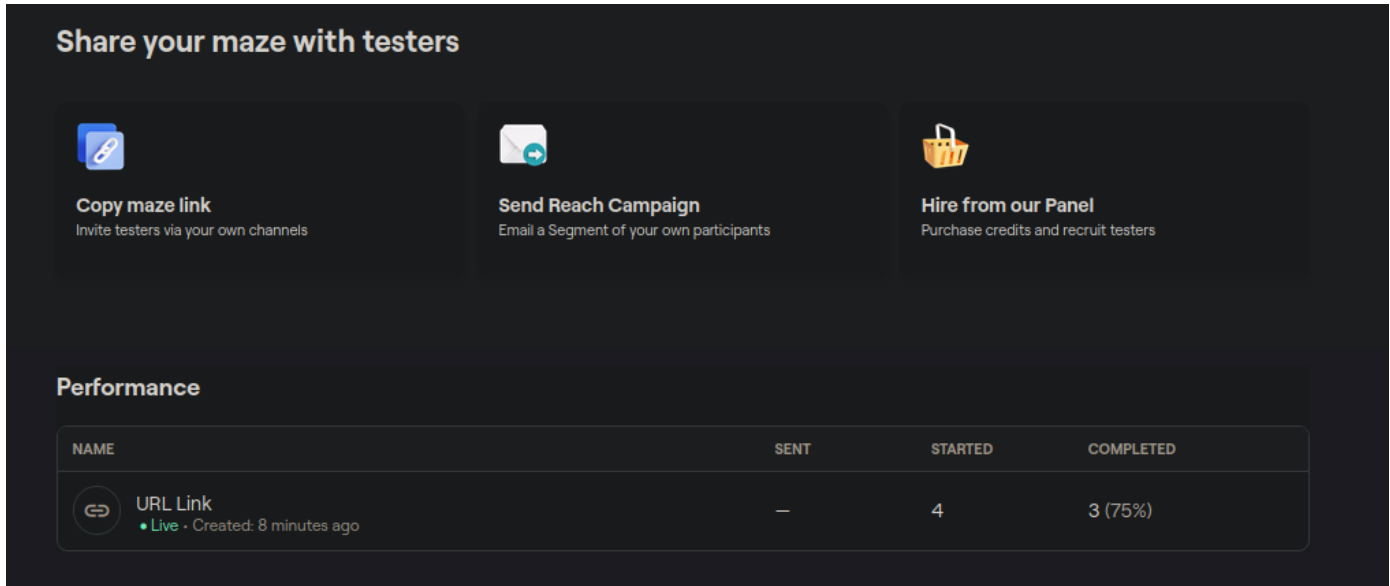 Share your maze with testers
Copy maze link
Invite testers via your own channels
Send Reach Campaign
Email a Segment of your own participants
Hire from our Panel
Purchase credits and recruit testers
Performance
NAME SENT STARTED COMPLETED
URL Link — 4 3 (75%)
• Live • Created: 8 minutes ago